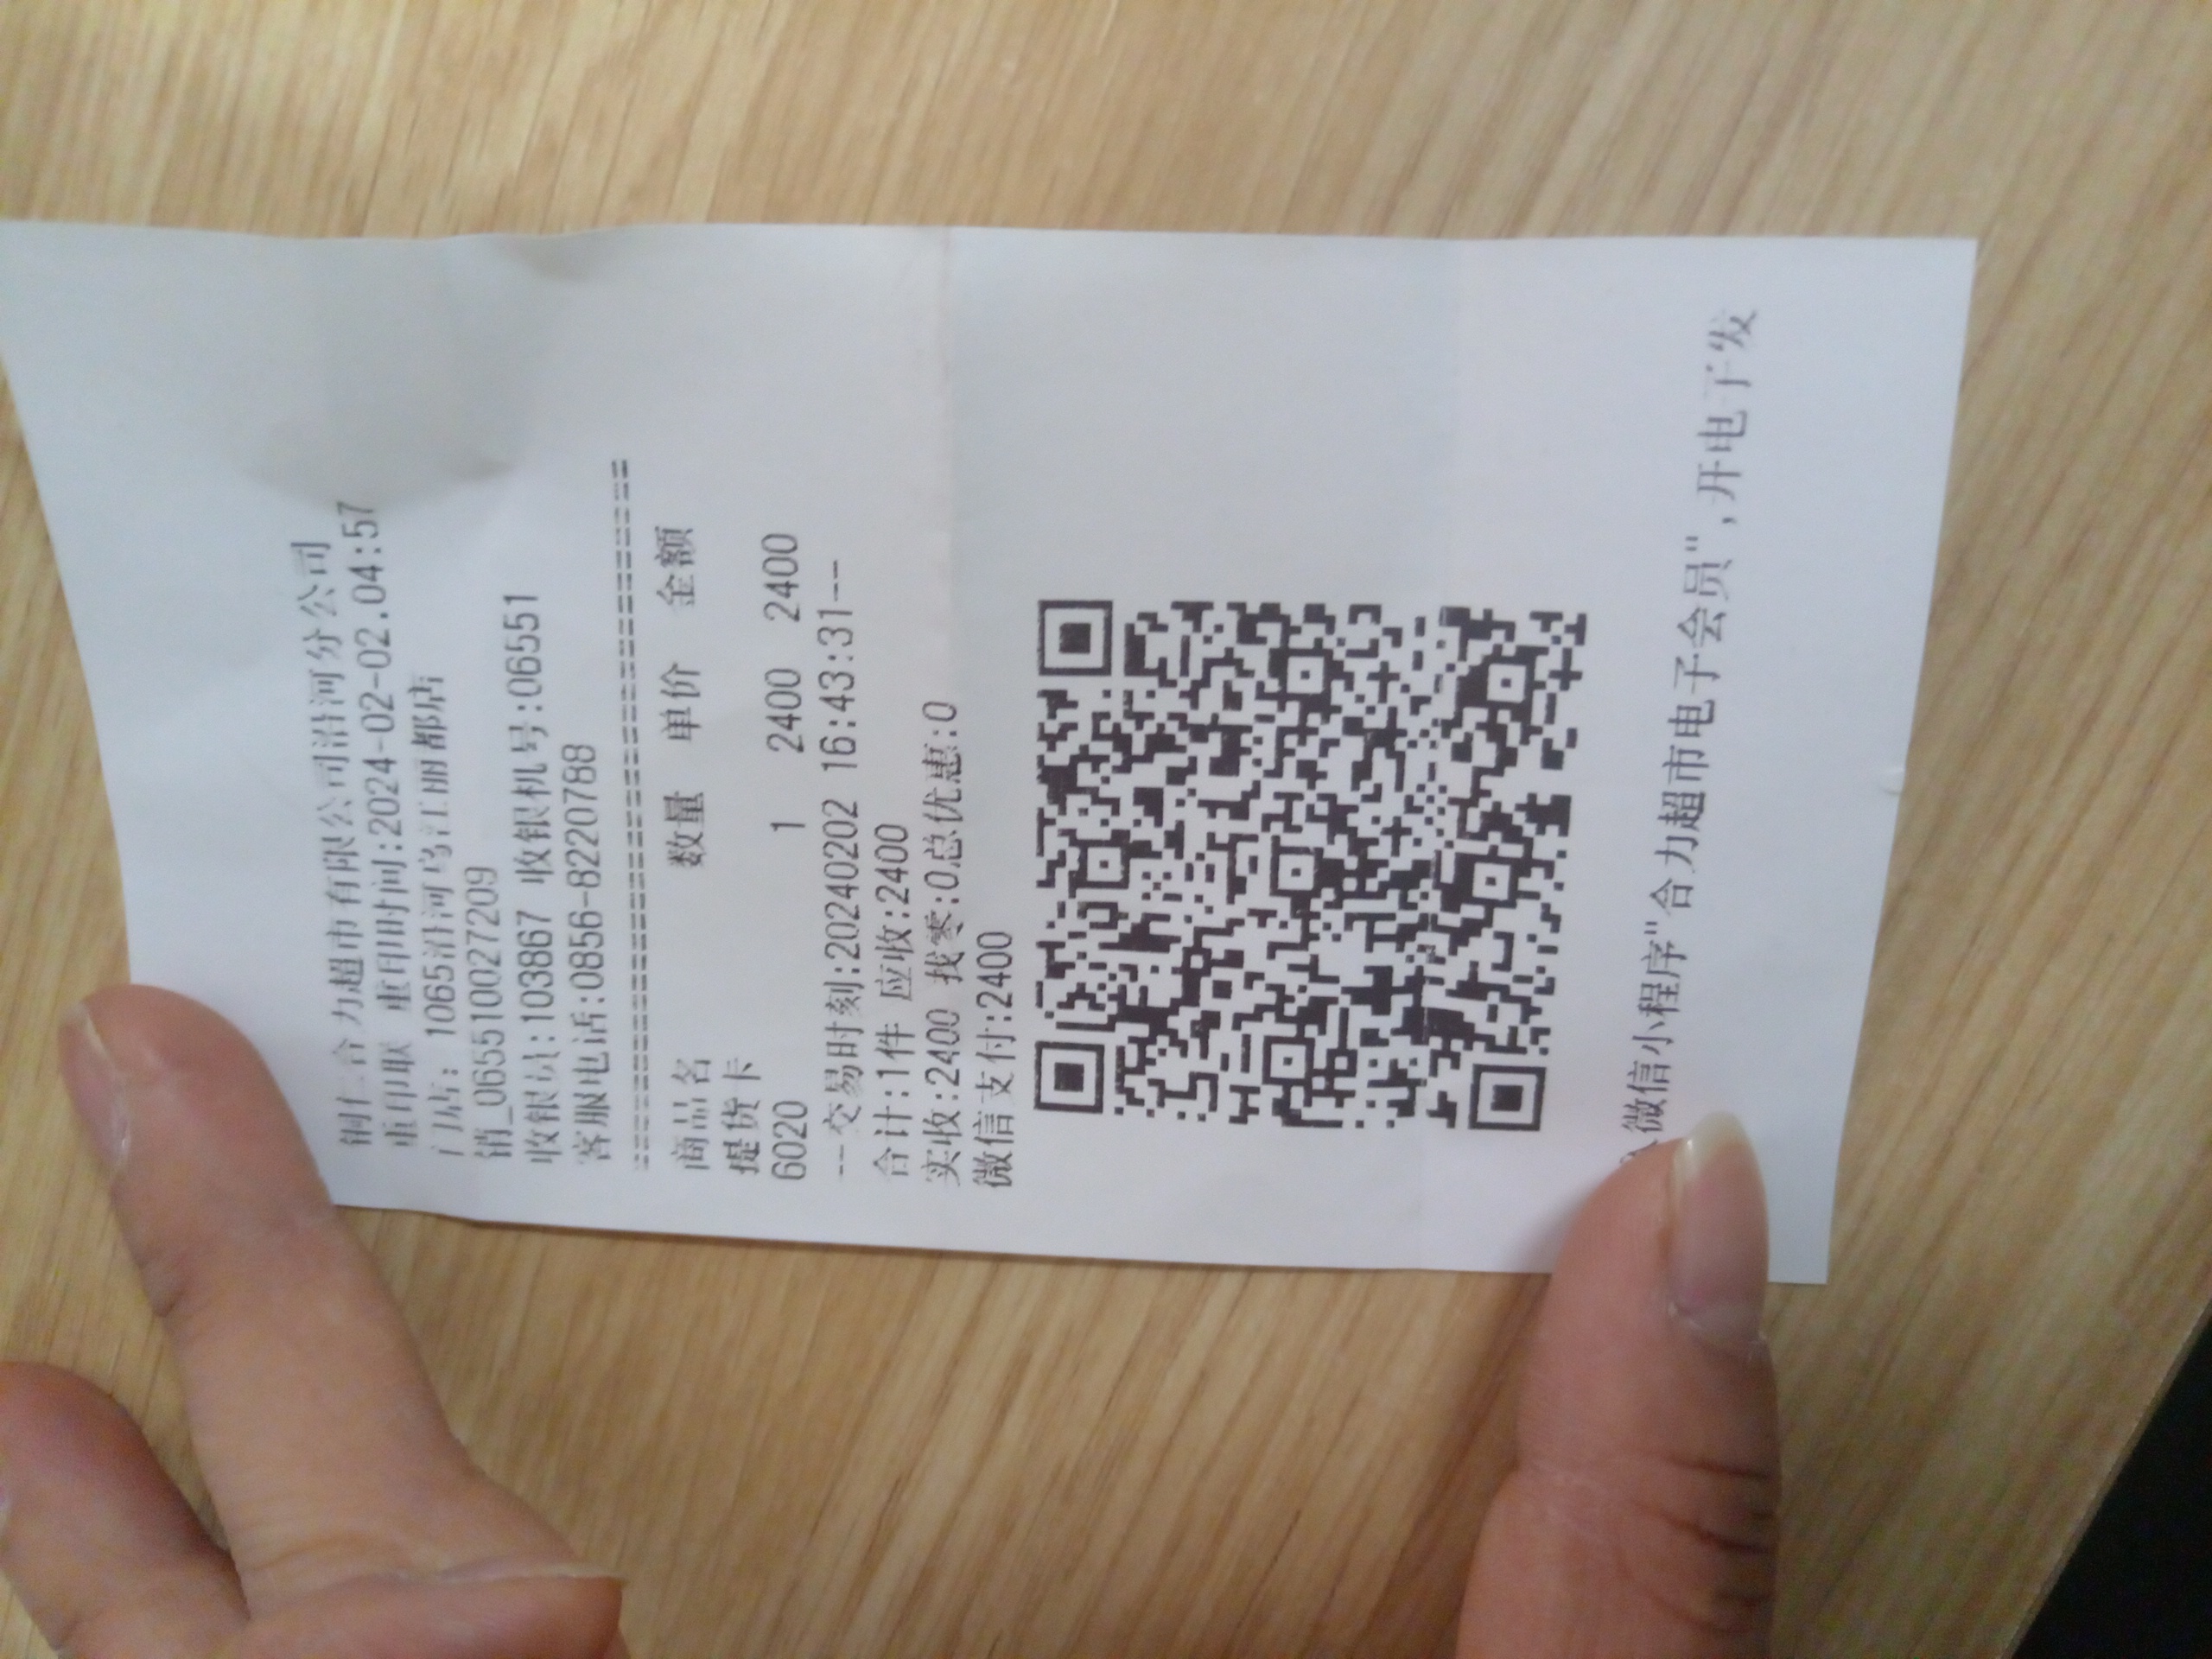 铜仁合力超市有限公司沿河分公司
重印联 重印时间:2024-02-02.04:57
门店: 1065沿河乌江丽都店
销_0655100272709
收银员:103867 收银机号:06551
客服电话:0856-8220788
商品名 数量 单价 金额
提货卡
6020 1 2400 2400
--交易时刻:20240202 16:43:31--
合计:1件 应收:2400
实收:2400 找零:0总优惠:0
微信支付:2400
微信小程序"合力超市电子会员",开电子发